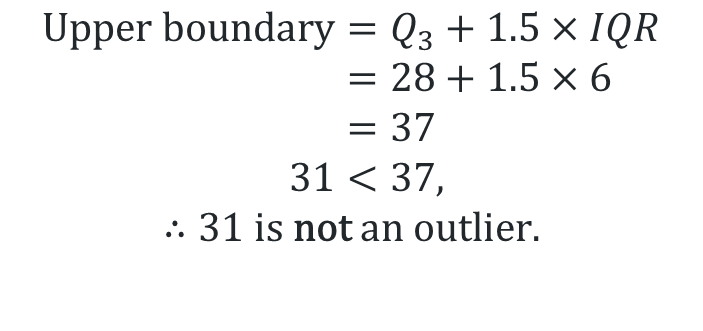 Upper boundary = Q₃ + 1.5 × IQR
= 28 + 1.5 × 6
= 37
31 < 37,
∴ 31 is not an outlier.